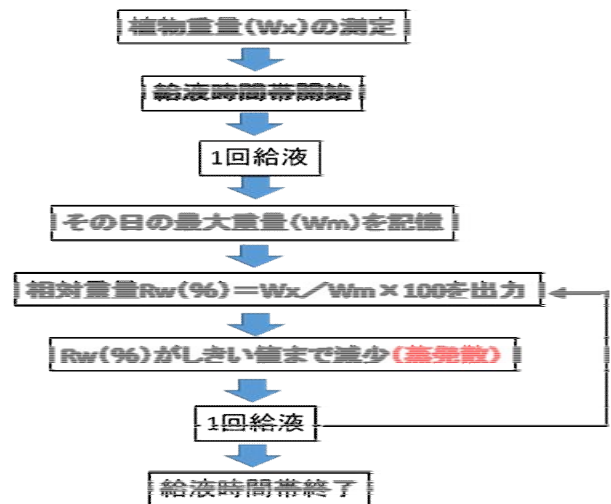 植物重量(Wx)の測定
給液時間帯開始
1回給液
その日の最大重量(Wm)を記憶
相対重量Rw(%)=Wx/Wm×100を出力
Rw(%)がしきい値まで減少(蒸発散)
1回給液
給液時間帯終了